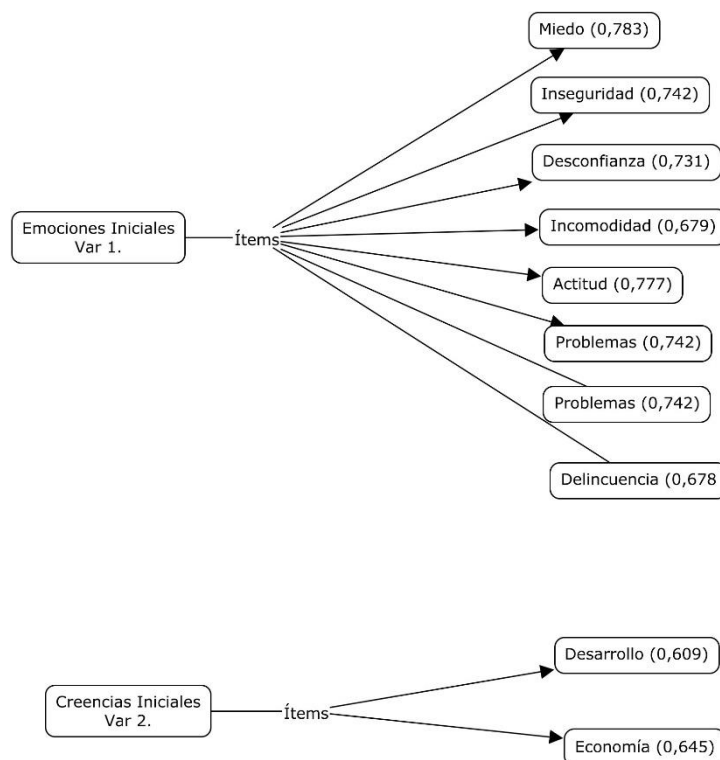 Miedo (0,783)
Inseguridad (0,742)
Desconfianza (0,731)
Emociones Iniciales
Var 1.
Ítems
Incomodidad (0,679)
Actitud (0,777)
Problemas (0,742)
Problemas (0,742)
Delincuencia (0,678
Desarrollo (0,609)
Creencias Iniciales
Var 2.
Ítems
Economía (0,645)